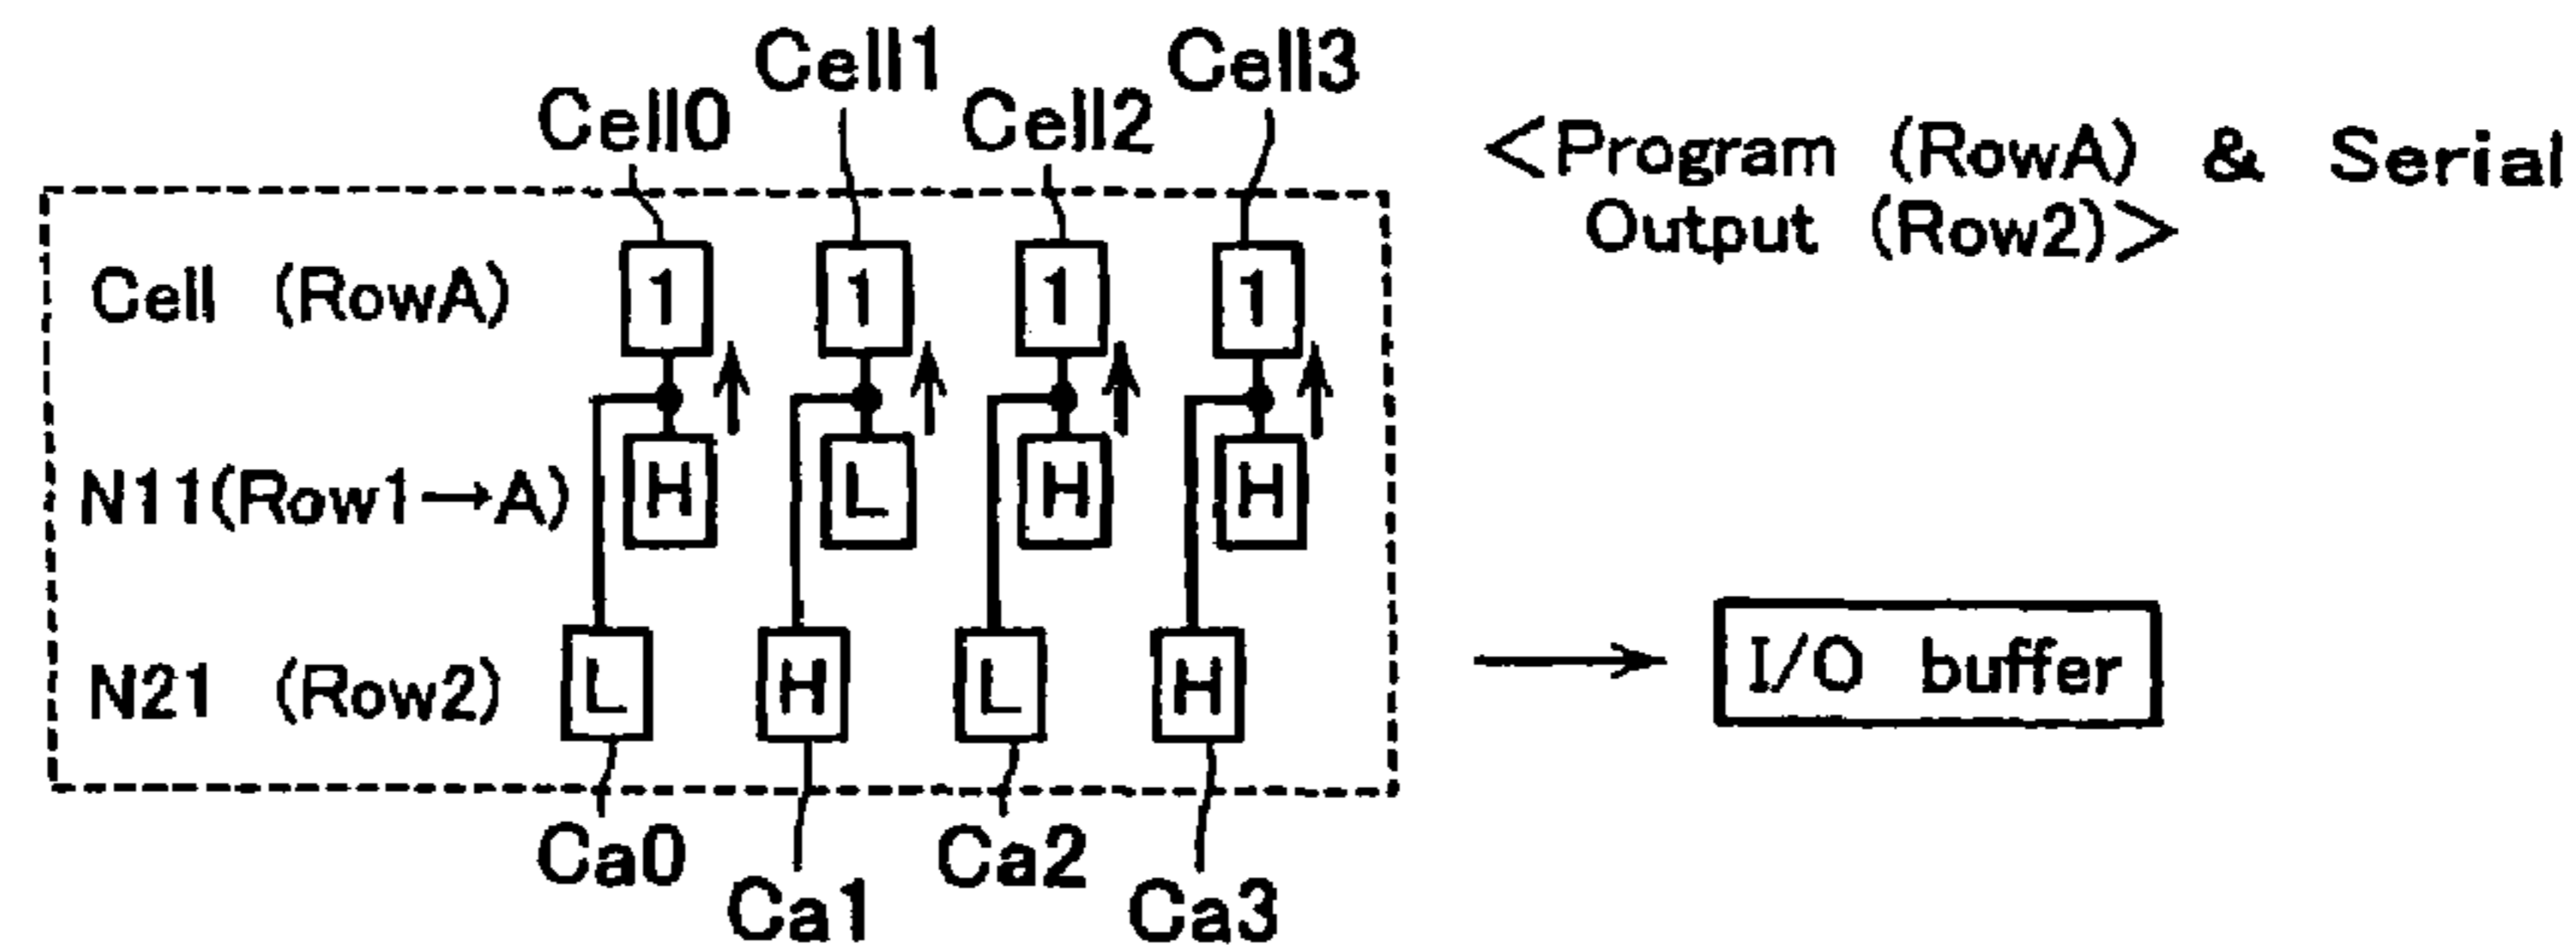 Cell0 Cell1 Cell2 Cell3
<Program (RowA) & Serial
Output (Row2)>
Cell (RowA) 1 1 1 1
N11(Row1→A) H L H H
N21 (Row2) L H L H
I/O buffer
Ca0 Ca1 Ca2 Ca3